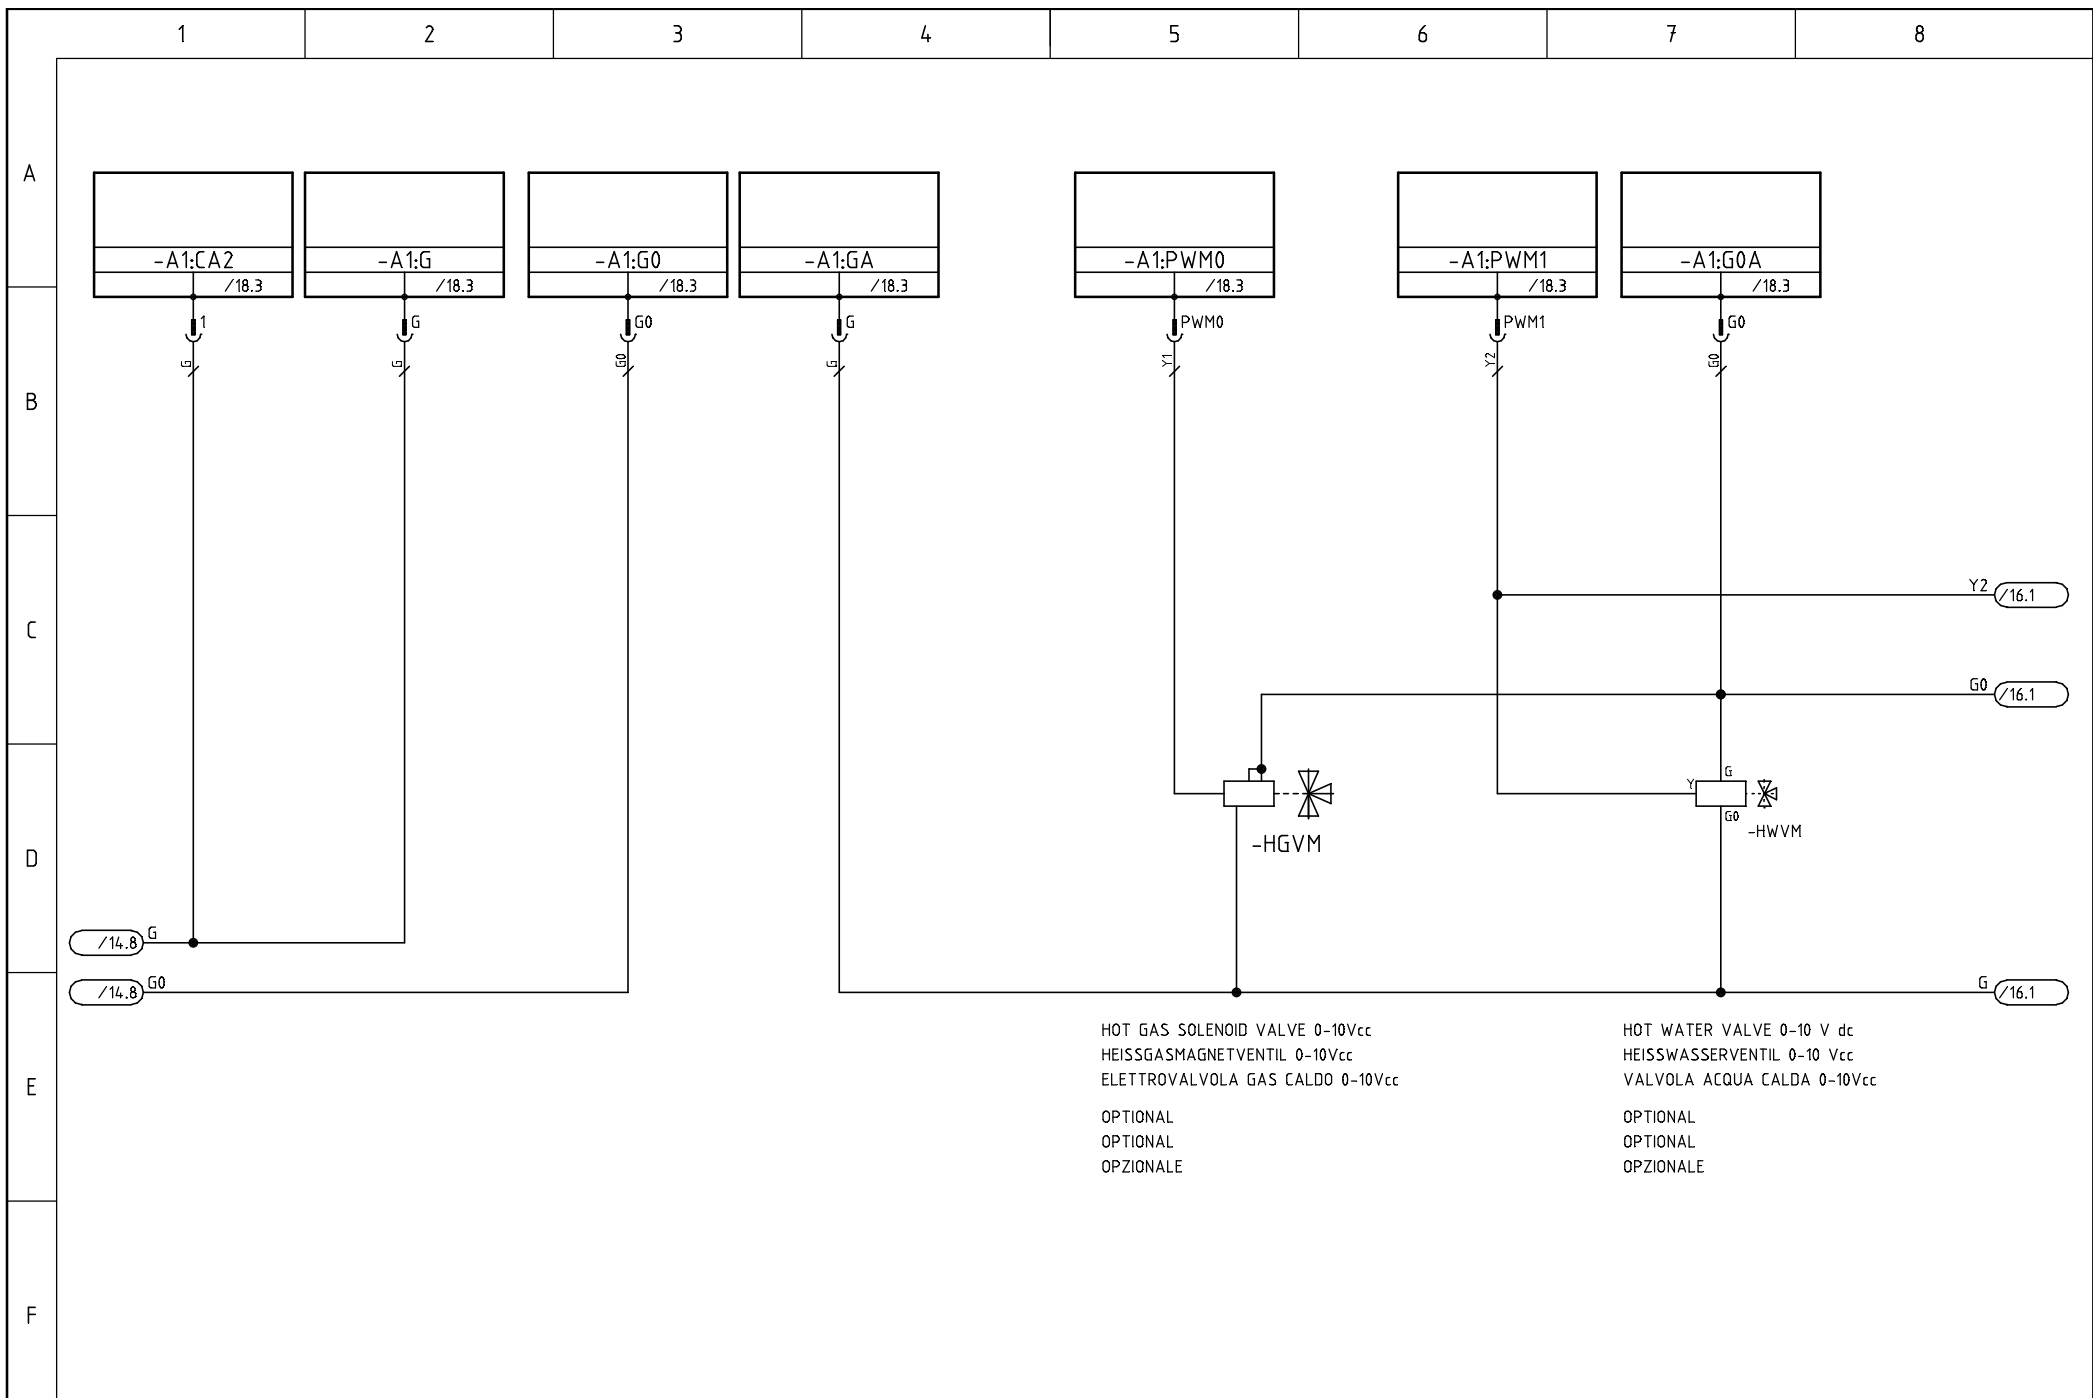 1 2 3 4 5 6 7 8
A
-A1:CA2 -A1:G -A1:G0 -A1:GA -A1:PWM0 -A1:PWM1 -A1:G0A
/18.3 /18.3 /18.3 /18.3 /18.3 /18.3 /18.3
1 G G0 G PWM0 PWM1 G0
G G G0 G Y1 Y2 G0
B
Y2 /16.1
C
G0 /16.1
G
Y
G0
-HWVM
-HGVM
D
/14.8 G
/14.8 G0
G /16.1
HOT GAS SOLENOID VALVE 0-10Vcc
HEISSGASMAGNETVENTIL 0-10Vcc
ELETTROVALVOLA GAS CALDO 0-10Vcc
OPTIONAL
OPTIONAL
OPZIONALE
HOT WATER VALVE 0-10 V dc
HEISSWASSERVENTIL 0-10 Vcc
VALVOLA ACQUA CALDA 0-10Vcc
OPTIONAL
OPTIONAL
OPZIONALE
E
F